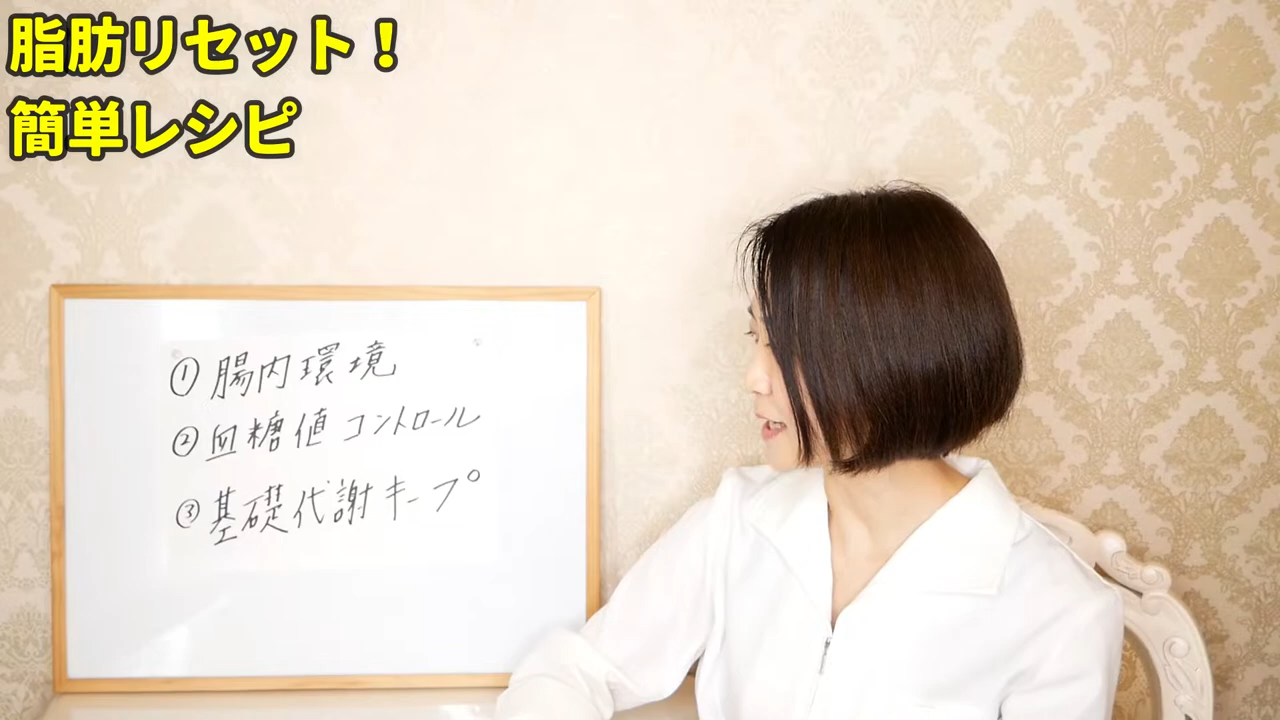 脂肪リセット!
簡単レシピ
① 腸内環境
② 血糖値コントロール
③ 基礎代謝キープ